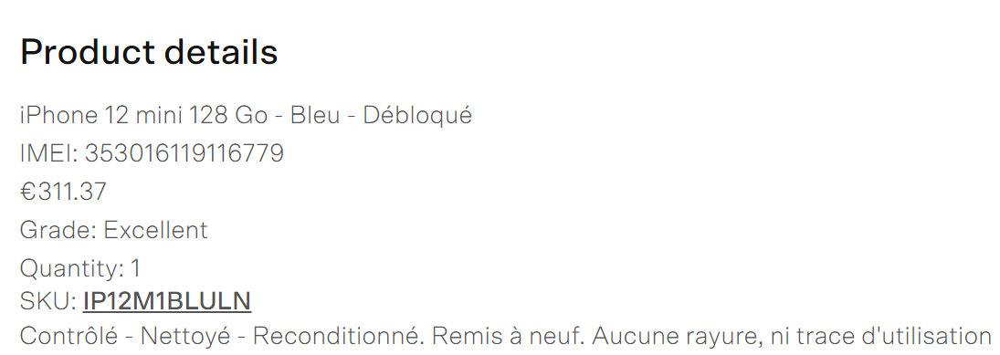 Product details
iPhone 12 mini 128 Go - Bleu - Débloqué
IMEI: 353016119116779
€311.37
Grade: Excellent
Quantity: 1
SKU: IP12M1BLULN
Contrôlé - Nettoyé - Reconditionné. Remis à neuf. Aucune rayure, ni trace d'utilisation